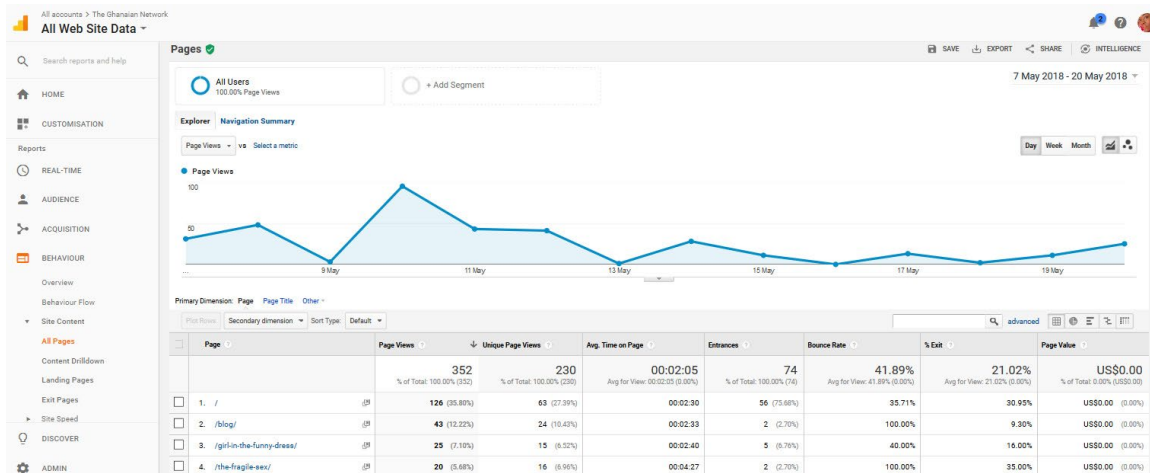 All accounts > The Ghanaian Network
All Web Site Data
2
Search reports and help
HOME
CUSTOMISATION
Reports
REAL-TIME
AUDIENCE
ACQUISITION
BEHAVIOUR
Overview
Behaviour Flow
Site Content
All Pages
Content Drilldown
Landing Pages
Exit Pages
Site Speed
DISCOVER
ADMIN
Pages
SAVE EXPORT SHARE INTELLIGENCE
All Users
100.00% Page Views
+ Add Segment
7 May 2018 - 20 May 2018
Explorer Navigation Summary
Page Views vs Select a metric
Day Week Month
Page Views
100
50
... 9 May 11 May 13 May 15 May 17 May 19 May
Primary Dimension: Page Page Title Other
Plot Rows Secondary dimension Sort Type: Default advanced
Page Page Views Unique Page Views Avg. Time on Page Entrances Bounce Rate % Exit Page Value
352 230 00:02:05 74 41.89% 21.02% US$0.00
% of Total: 100.00% (352) % of Total: 100.00% (230) Avg for View: 00:02:05 (0.00%) % of Total: 100.00% (74) Avg for View: 41.89% (0.00%) Avg for View: 21.02% (0.00%) % of Total: 0.00% (US$0.00)
1. / 126 (35.80%) 63 (27.39%) 00:02:30 56 (75.68%) 35.71% 30.95% US$0.00 (0.00%)
2. /blog/ 43 (12.22%) 24 (10.43%) 00:02:33 2 (2.70%) 100.00% 9.30% US$0.00 (0.00%)
3. /girl-in-the-funny-dress/ 25 (7.10%) 15 (6.52%) 00:02:40 5 (6.76%) 40.00% 16.00% US$0.00 (0.00%)
4. /the-fragile-sex/ 20 (5.68%) 16 (6.96%) 00:04:27 2 (2.70%) 100.00% 35.00% US$0.00 (0.00%)